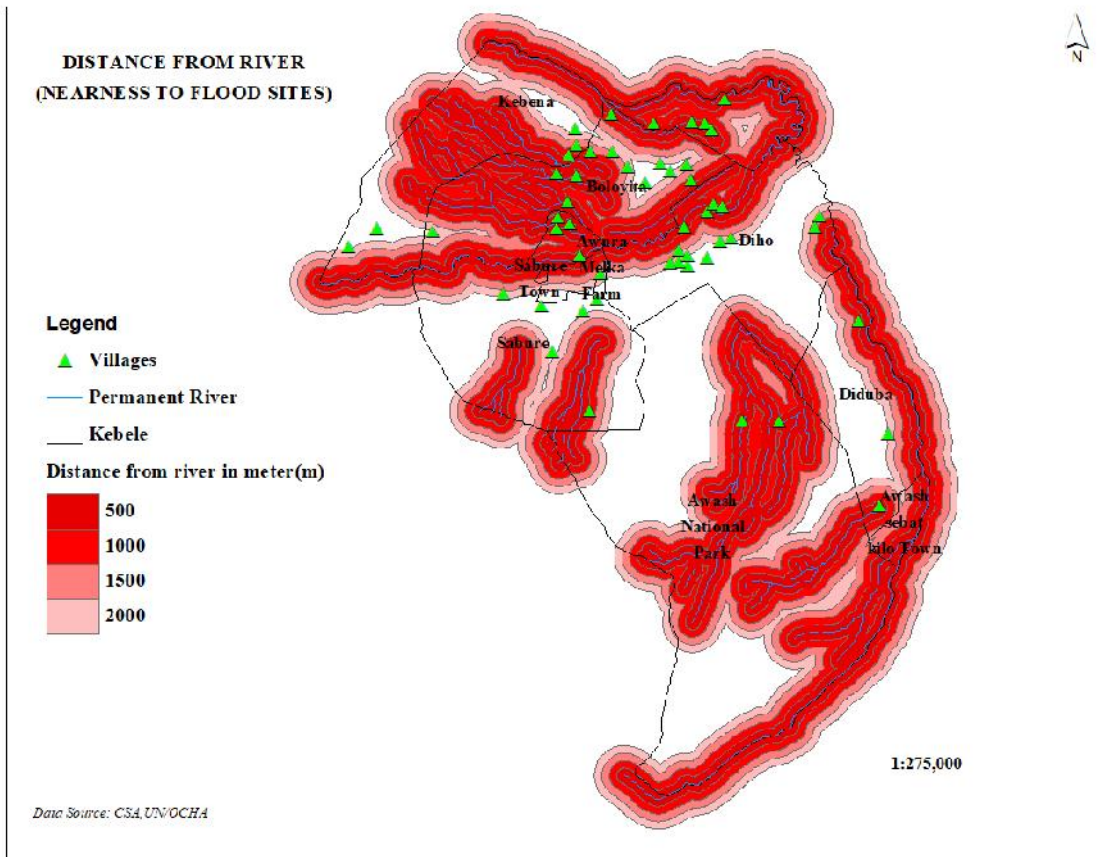 DISTANCE FROM RIVER
(NEARNESS TO FLOOD SITES)
N
Kebena
Boloyita
Awura
Melka
Farm
Sabure
Town
Diho
Sabure
Diduba
Awash
National
Park
Awash
sebat
kilo Town
Legend
Villages
Permanent River
Kebele
Distance from river in meter(m)
500
1000
1500
2000
1:275,000
Data Source: CSA,UN/OCHA